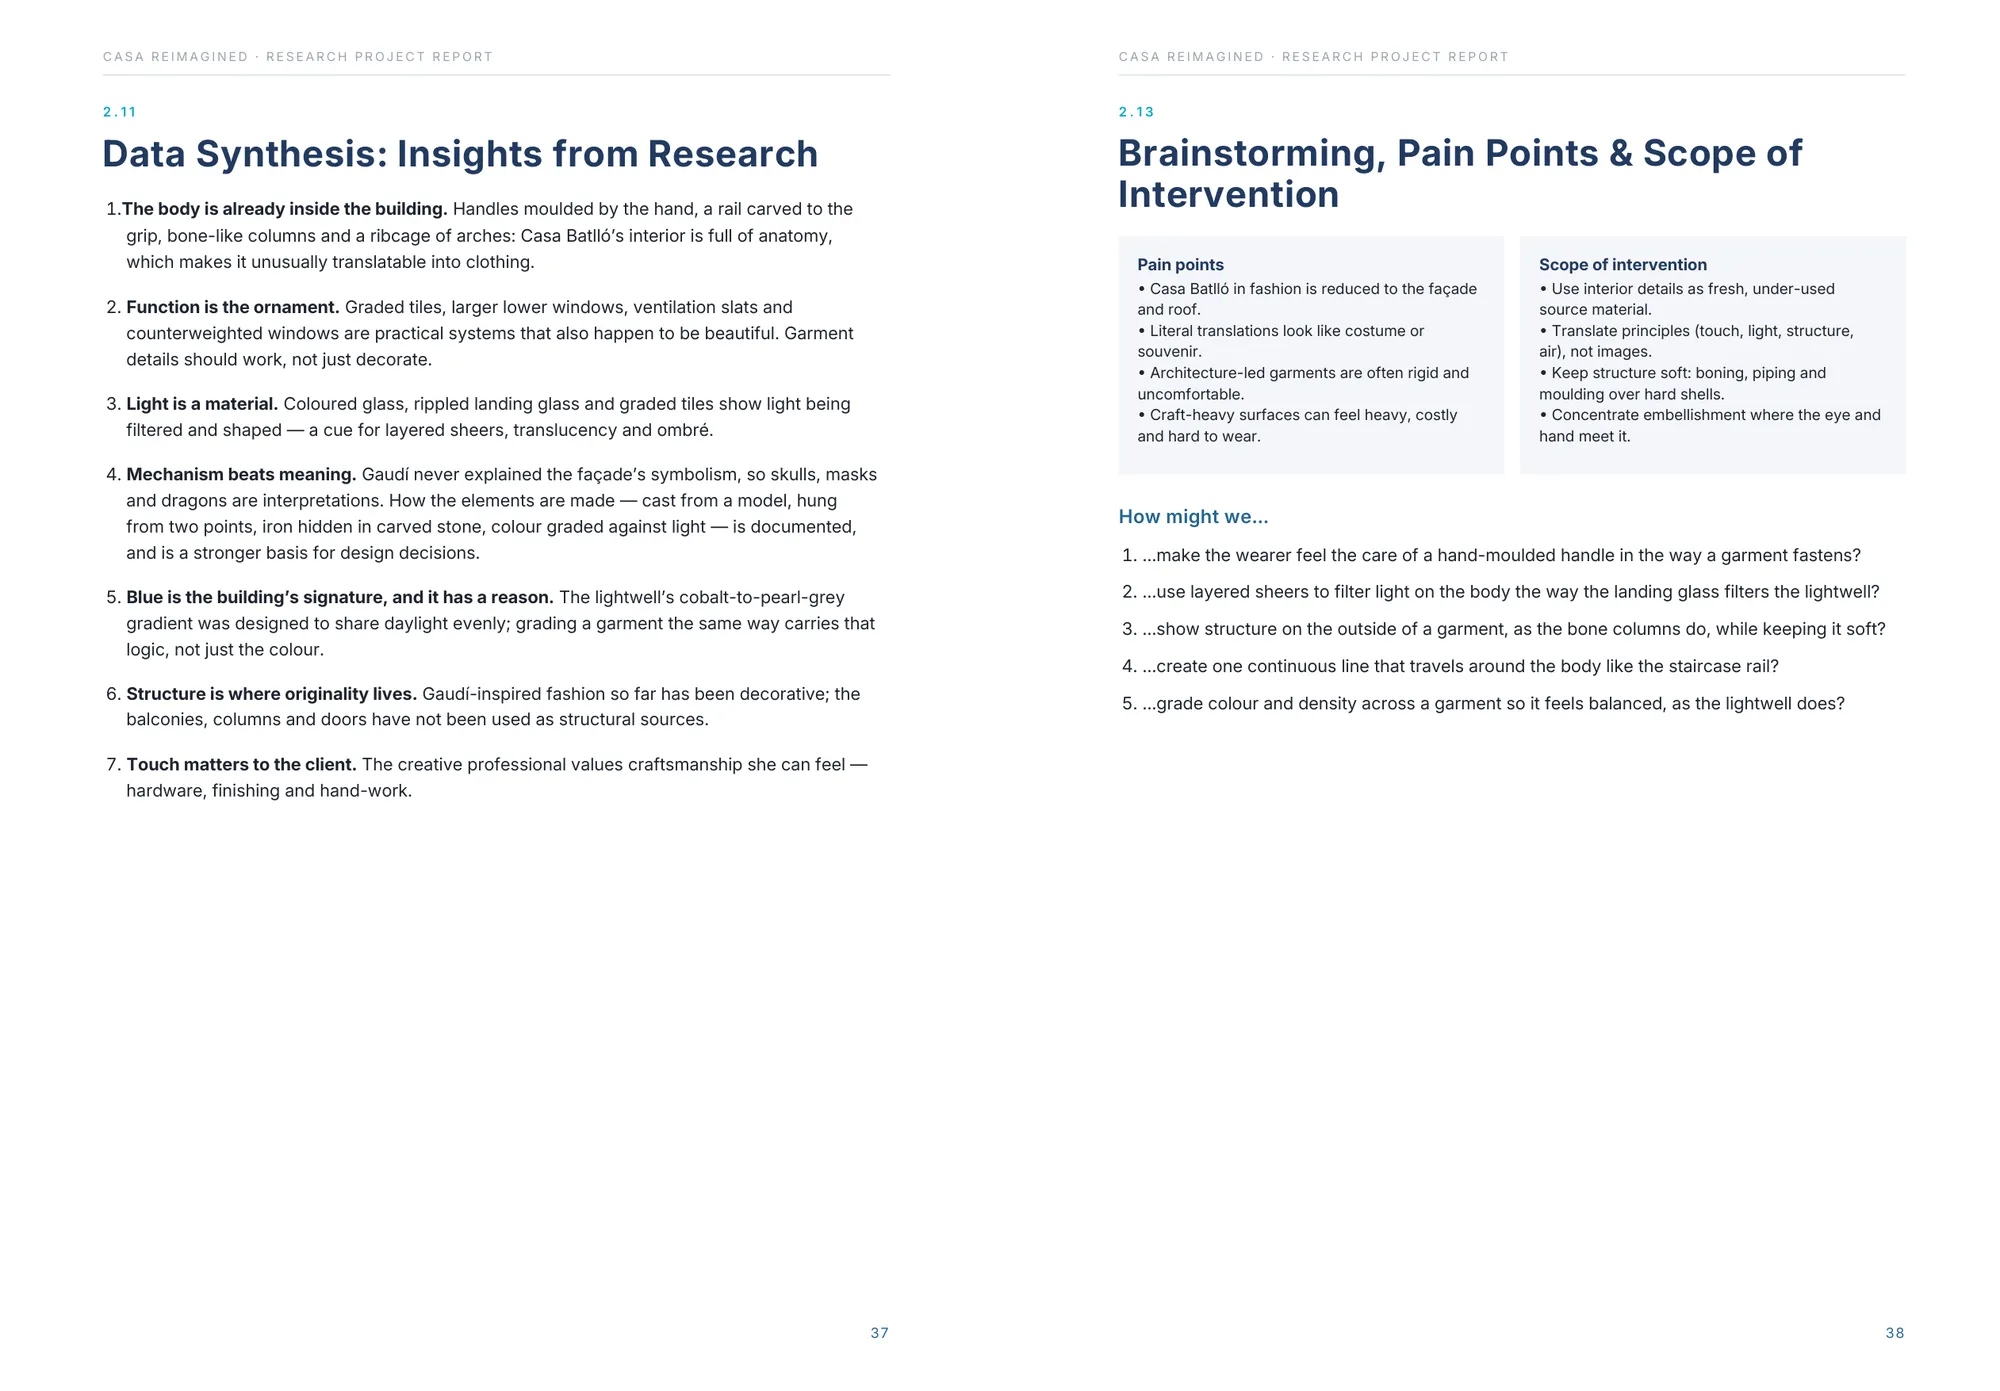 CASA REIMAGINED · RESEARCH PROJECT REPORT
2.11
Data Synthesis: Insights from Research
1.The body is already inside the building. Handles moulded by the hand, a rail carved to the
grip, bone-like columns and a ribcage of arches: Casa Batlló’s interior is full of anatomy,
which makes it unusually translatable into clothing.
2. Function is the ornament. Graded tiles, larger lower windows, ventilation slats and
counterweighted windows are practical systems that also happen to be beautiful. Garment
details should work, not just decorate.
3. Light is a material. Coloured glass, rippled landing glass and graded tiles show light being
filtered and shaped — a cue for layered sheers, translucency and ombré.
4. Mechanism beats meaning. Gaudí never explained the façade’s symbolism, so skulls, masks
and dragons are interpretations. How the elements are made — cast from a model, hung
from two points, iron hidden in carved stone, colour graded against light — is documented,
and is a stronger basis for design decisions.
5. Blue is the building’s signature, and it has a reason. The lightwell’s cobalt-to-pearl-grey
gradient was designed to share daylight evenly; grading a garment the same way carries that
logic, not just the colour.
6. Structure is where originality lives. Gaudí-inspired fashion so far has been decorative; the
balconies, columns and doors have not been used as structural sources.
7. Touch matters to the client. The creative professional values craftsmanship she can feel —
hardware, finishing and hand-work.
37
CASA REIMAGINED · RESEARCH PROJECT REPORT
2.13
Brainstorming, Pain Points & Scope of
Intervention
Pain points
• Casa Batlló in fashion is reduced to the façade
and roof.
• Literal translations look like costume or
souvenir.
• Architecture-led garments are often rigid and
uncomfortable.
• Craft-heavy surfaces can feel heavy, costly
and hard to wear.
Scope of intervention
• Use interior details as fresh, under-used
source material.
• Translate principles (touch, light, structure,
air), not images.
• Keep structure soft: boning, piping and
moulding over hard shells.
• Concentrate embellishment where the eye and
hand meet it.
How might we…
1. …make the wearer feel the care of a hand-moulded handle in the way a garment fastens?
2. …use layered sheers to filter light on the body the way the landing glass filters the lightwell?
3. …show structure on the outside of a garment, as the bone columns do, while keeping it soft?
4. …create one continuous line that travels around the body like the staircase rail?
5. …grade colour and density across a garment so it feels balanced, as the lightwell does?
38